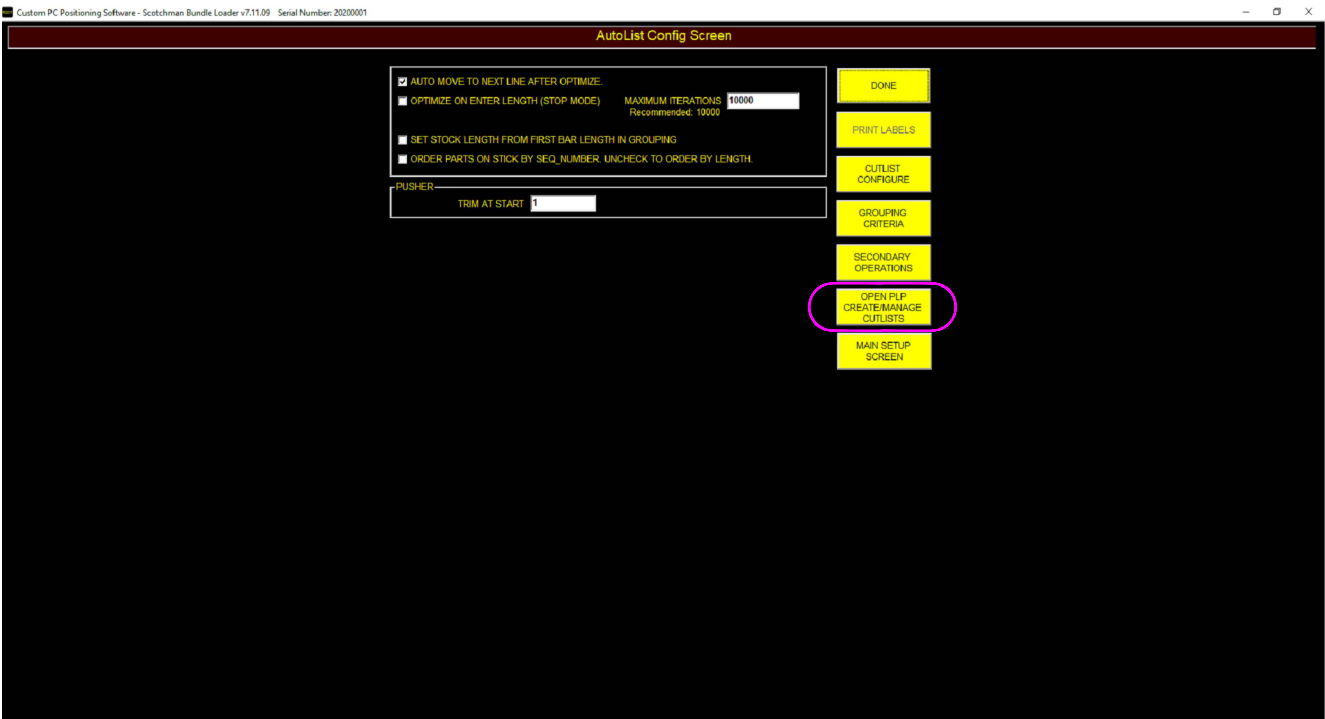 Custom PC Positioning Software - Scotchman Bundle Loader v7.11.09 Serial Number: 20200001
AutoList Config Screen
AUTO MOVE TO NEXT LINE AFTER OPTIMIZE.
OPTIMIZE ON ENTER LENGTH (STOP MODE)
MAXIMUM ITERATIONS 10000
Recommended: 10000
SET STOCK LENGTH FROM FIRST BAR LENGTH IN GROUPING
ORDER PARTS ON STICK BY SEQ_NUMBER. UNCHECK TO ORDER BY LENGTH.
PUSHER
TRIM AT START 1
DONE
PRINT LABELS
CUTLIST
CONFIGURE
GROUPING
CRITERIA
SECONDARY
OPERATIONS
OPEN PLP
CREATE/MANAGE
CUTLISTS
MAIN SETUP
SCREEN